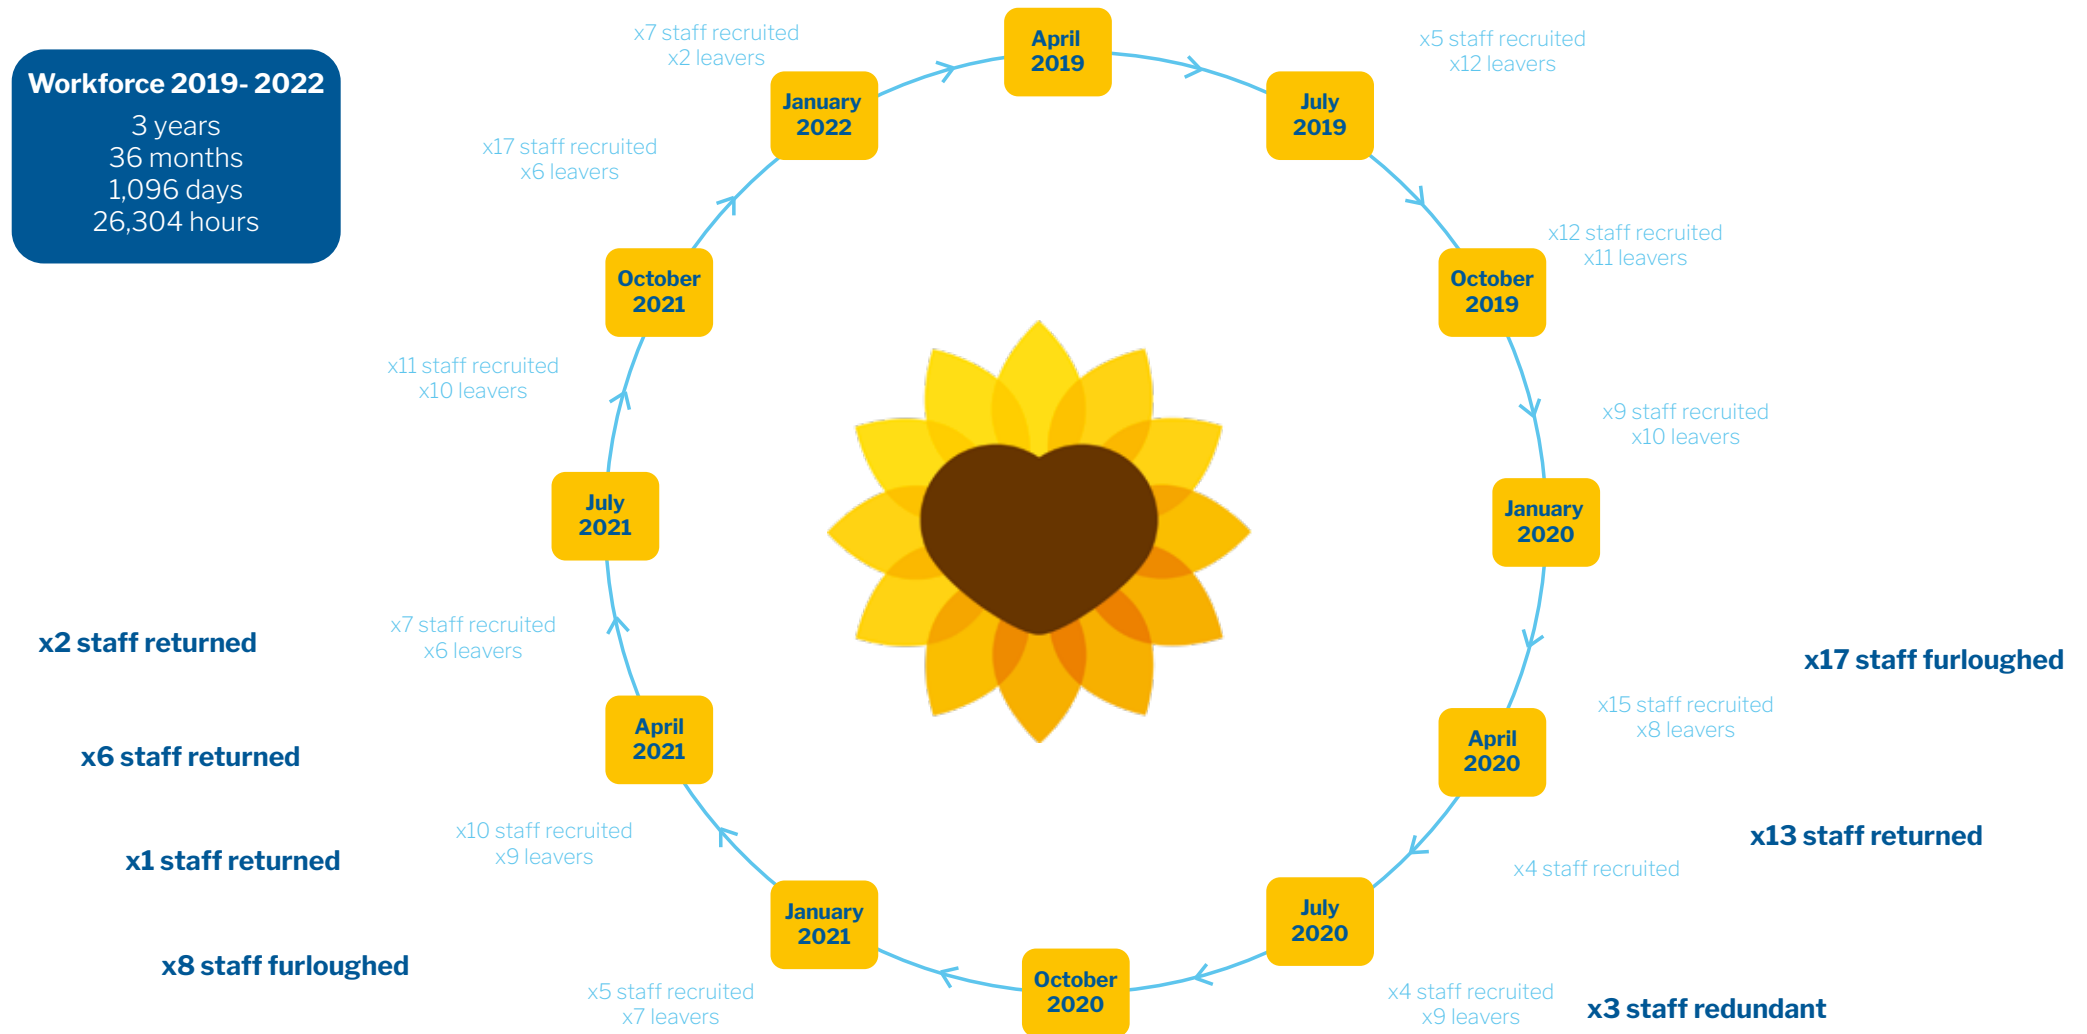 Workforce 2019- 2022
3 years
36 months
1,096 days
26,304 hours
April
2019
x5 staff recruited
x12 leavers
July
2019
x12 staff recruited
x11 leavers
October
2019
x9 staff recruited
x10 leavers
January
2020
x17 staff furloughed
x15 staff recruited
x8 leavers
April
2020
x13 staff returned
x4 staff recruited
July
2020
x4 staff recruited
x9 leavers
x3 staff redundant
October
2020
x5 staff recruited
x7 leavers
x8 staff furloughed
January
2021
x10 staff recruited
x9 leavers
x1 staff returned
x6 staff returned
April
2021
x7 staff recruited
x6 leavers
x2 staff returned
July
2021
x11 staff recruited
x10 leavers
October
2021
x17 staff recruited
x6 leavers
January
2022
x7 staff recruited
x2 leavers